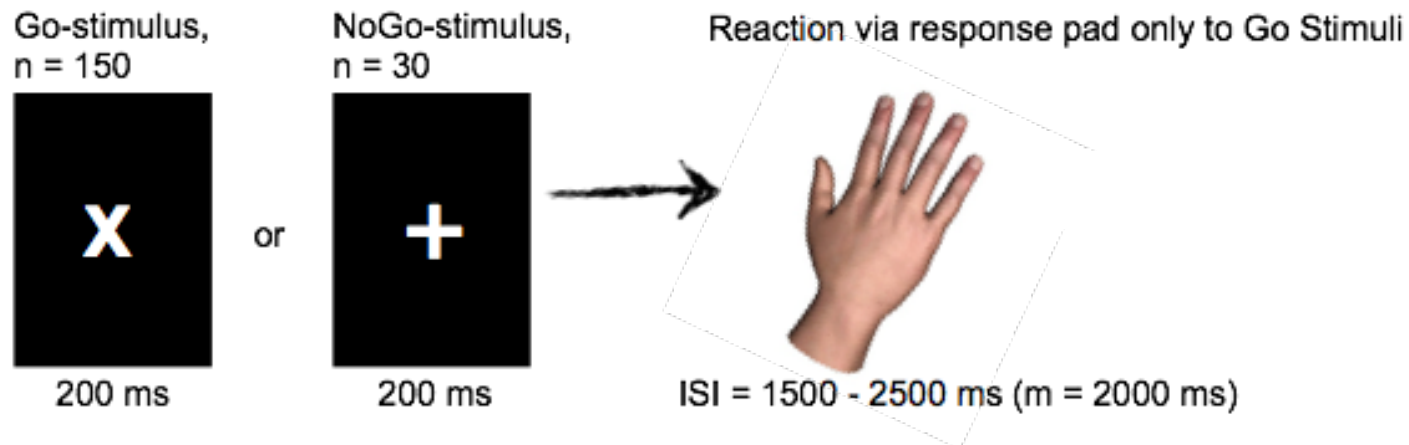 Go-stimulus,
n = 150
NoGo-stimulus,
n = 30
Reaction via response pad only to Go Stimuli
X
or
+
200 ms
200 ms
ISI = 1500 - 2500 ms (m = 2000 ms)